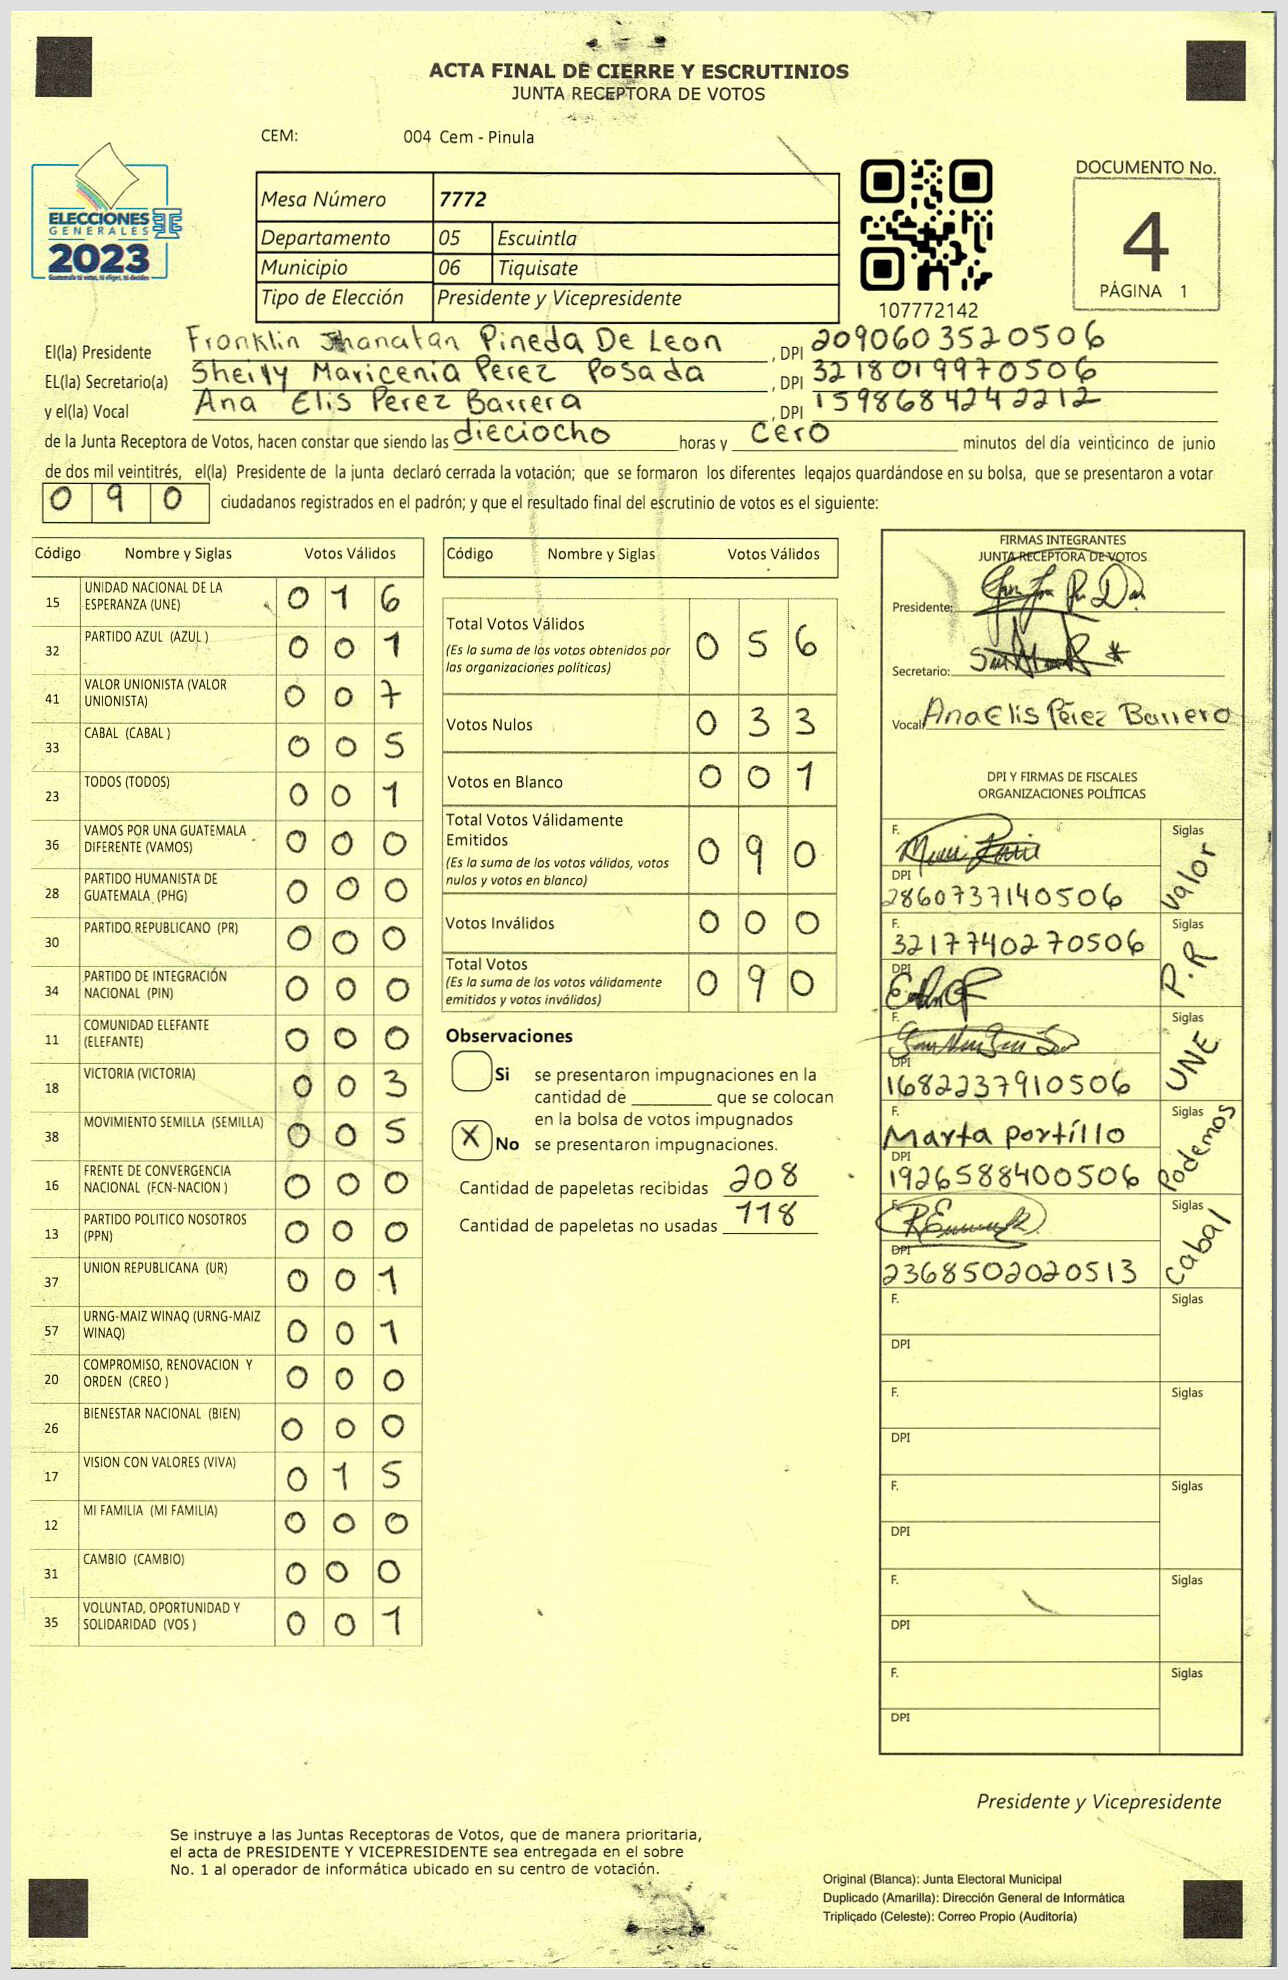 ACTA FINAL DE CIERRE Y ESCRUTINIOS
JUNTA RECEPTORA DE VOTOS
CEM: 004 Cem - Pinula
ELECCIONES
GENERALES
2023
Mesa Número 7772
Departamento 05 Escuintla
Municipio 06 Tiquisate
Tipo de Elección Presidente y Vicepresidente
107772142
DOCUMENTO No.
4
PÁGINA 1
El(la) Presidente Franklin Jhanatan Pineda De Leon , DPI 2090603520506
EL(la) Secretario(a) Sheily Maricenia Perez Posada , DPI 3218019970506
y el(la) Vocal Ana Elis Perez Barrera , DPI 1598684242212
de la Junta Receptora de Votos, hacen constar que siendo las dieciocho horas y cero minutos del día veinticinco de junio
de dos mil veintitrés, el(la) Presidente de la junta declaró cerrada la votación; que se formaron los diferentes legajos guardándose en su bolsa, que se presentaron a votar
0 9 0 ciudadanos registrados en el padrón; y que el resultado final del escrutinio de votos es el siguiente:
Código Nombre y Siglas Votos Válidos
15 UNIDAD NACIONAL DE LA ESPERANZA (UNE) 0 1 6
32 PARTIDO AZUL (AZUL ) 0 0 1
41 VALOR UNIONISTA (VALOR UNIONISTA) 0 0 7
33 CABAL (CABAL ) 0 0 5
23 TODOS (TODOS) 0 0 1
36 VAMOS POR UNA GUATEMALA DIFERENTE (VAMOS) 0 0 0
28 PARTIDO HUMANISTA DE GUATEMALA (PHG) 0 0 0
30 PARTIDO REPUBLICANO (PR) 0 0 0
34 PARTIDO DE INTEGRACIÓN NACIONAL (PIN) 0 0 0
11 COMUNIDAD ELEFANTE (ELEFANTE) 0 0 0
18 VICTORIA (VICTORIA) 0 0 3
38 MOVIMIENTO SEMILLA (SEMILLA) 0 0 5
16 FRENTE DE CONVERGENCIA NACIONAL (FCN-NACION ) 0 0 0
13 PARTIDO POLITICO NOSOTROS (PPN) 0 0 0
37 UNION REPUBLICANA (UR) 0 0 1
57 URNG-MAIZ WINAQ (URNG-MAIZ WINAQ) 0 0 1
20 COMPROMISO, RENOVACION Y ORDEN (CREO ) 0 0 0
26 BIENESTAR NACIONAL (BIEN) 0 0 0
17 VISION CON VALORES (VIVA) 0 1 5
12 MI FAMILIA (MI FAMILIA) 0 0 0
31 CAMBIO (CAMBIO) 0 0 0
35 VOLUNTAD, OPORTUNIDAD Y SOLIDARIDAD (VOS ) 0 0 1
Código Nombre y Siglas Votos Válidos
Total Votos Válidos 0 5 6
(Es la suma de los votos obtenidos por
las organizaciones políticas)
Votos Nulos 0 3 3
Votos en Blanco 0 0 1
Total Votos Válidamente
Emitidos 0 9 0
(Es la suma de los votos válidos, votos
nulos y votos en blanco)
Votos Inválidos 0 0 0
Total Votos 0 9 0
(Es la suma de los votos válidamente
emitidos y votos inválidos)
Observaciones
Si se presentaron impugnaciones en la
cantidad de ________ que se colocan
en la bolsa de votos impugnados
X No se presentaron impugnaciones.
Cantidad de papeletas recibidas 208
Cantidad de papeletas no usadas 118
FIRMAS INTEGRANTES
JUNTA RECEPTORA DE VOTOS
Presidente:
Secretario:
Vocal: Ana Elis Pérez Barrera
DPI Y FIRMAS DE FISCALES
ORGANIZACIONES POLÍTICAS
F. Siglas Valor
DPI 2860737140506
F. 3217740270506 Siglas P.R
DPI
F. Siglas UNE
DPI 1682237910506
F. Marta Portillo Siglas Podemos
DPI 1926588400506
F. Siglas Cabal
DPI 2368502020513
F. Siglas
DPI
F. Siglas
DPI
F. Siglas
DPI
F. Siglas
DPI
F. Siglas
DPI
Presidente y Vicepresidente
Se instruye a las Juntas Receptoras de Votos, que de manera prioritaria,
el acta de PRESIDENTE Y VICEPRESIDENTE sea entregada en el sobre
No. 1 al operador de informática ubicado en su centro de votación.
Original (Blanca): Junta Electoral Municipal
Duplicado (Amarilla): Dirección General de Informática
Triplicado (Celeste): Correo Propio (Auditoría)